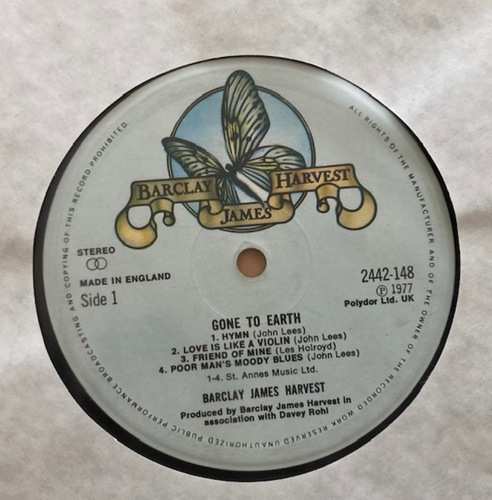 BARCLAY
JAMES
HARVEST
STEREO
MADE IN ENGLAND
Side 1
2442-148
Ⓟ 1977
Polydor Ltd. UK
GONE TO EARTH
1. HYMN (John Lees)
2. LOVE IS LIKE A VIOLIN (John Lees)
3. FRIEND OF MINE (Les Holroyd)
4. POOR MAN'S MOODY BLUES (John Lees)
1-4. St. Annes Music Ltd.
BARCLAY JAMES HARVEST
Produced by Barclay James Harvest in
association with Davey Rohl
ALL RIGHTS OF THE MANUFACTURER AND OF THE OWNER OF THE RECORDED WORK RESERVED UNAUTHORIZED PUBLIC PERFORMANCE BROADCASTING AND COPYING OF THIS RECORD PROHIBITED.